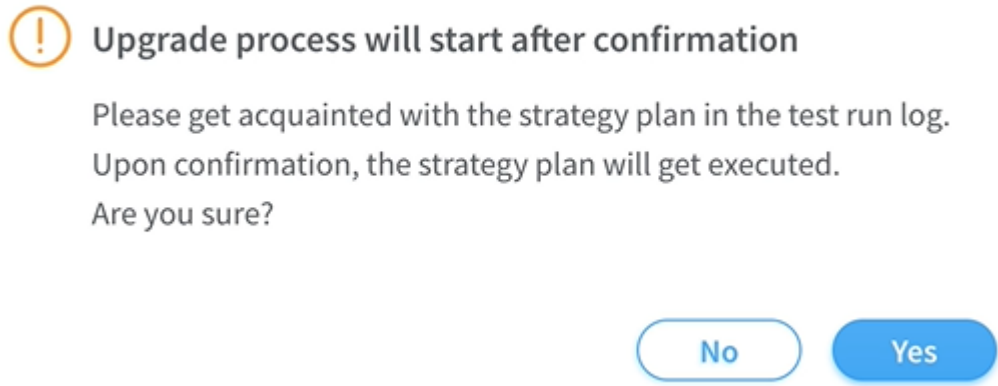 Upgrade process will start after confirmation
Please get acquainted with the strategy plan in the test run log.
Upon confirmation, the strategy plan will get executed.
Are you sure?
No
Yes